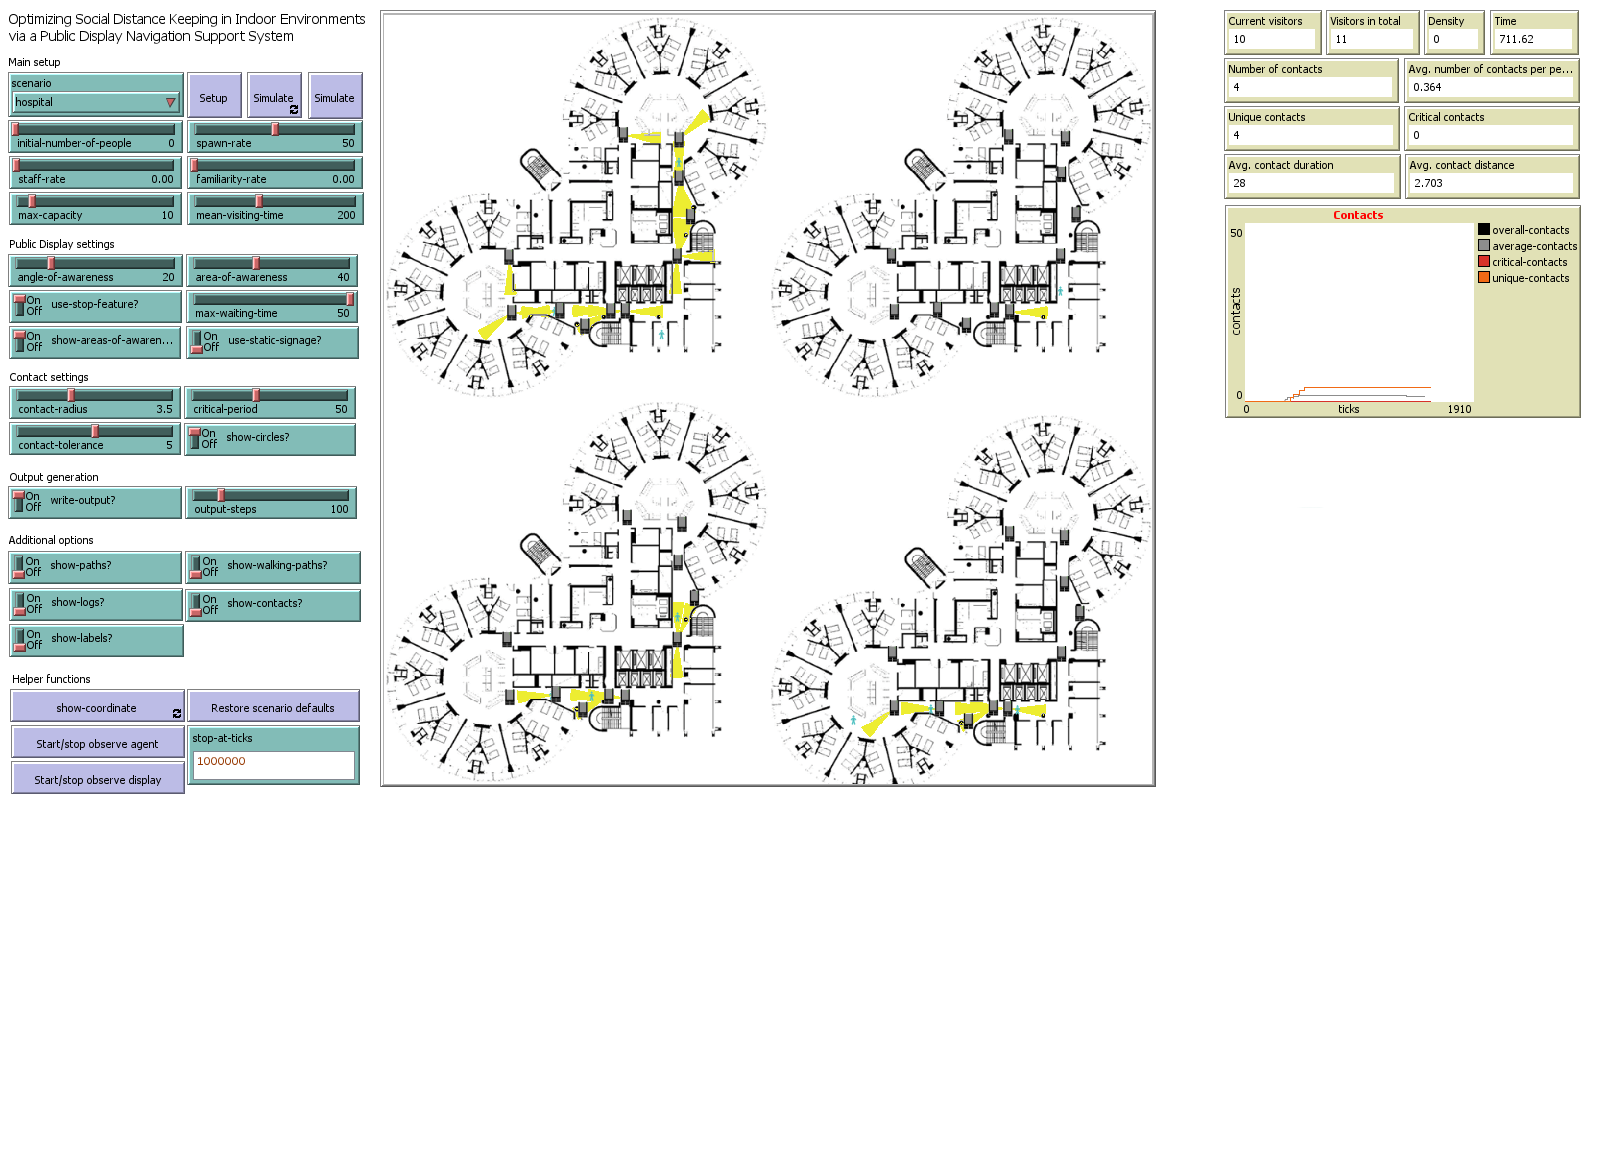 Optimizing Social Distance Keeping in Indoor Environments
via a Public Display Navigation Support System
Main setup
scenario
hospital
Setup
Simulate
Simulate
initial-number-of-people 0
spawn-rate 50
staff-rate 0.00
familiarity-rate 0.00
max-capacity 10
mean-visiting-time 200
Public Display settings
angle-of-awareness 20
area-of-awareness 40
On
Off
use-stop-feature?
max-waiting-time 50
On
Off
show-areas-of-awaren...
On
Off
use-static-signage?
Contact settings
contact-radius 3.5
critical-period 50
contact-tolerance 5
On
Off
show-circles?
Output generation
On
Off
write-output?
output-steps 100
Additional options
On
Off
show-paths?
On
Off
show-walking-paths?
On
Off
show-logs?
On
Off
show-contacts?
On
Off
show-labels?
Helper functions
show-coordinate
Restore scenario defaults
Start/stop observe agent
stop-at-ticks
1000000
Start/stop observe display
Current visitors
10
Visitors in total
11
Density
0
Time
711.62
Number of contacts
4
Avg. number of contacts per pe...
0.364
Unique contacts
4
Critical contacts
0
Avg. contact duration
28
Avg. contact distance
2.703
Contacts
50
contacts
0
0
ticks
1910
overall-contacts
average-contacts
critical-contacts
unique-contacts